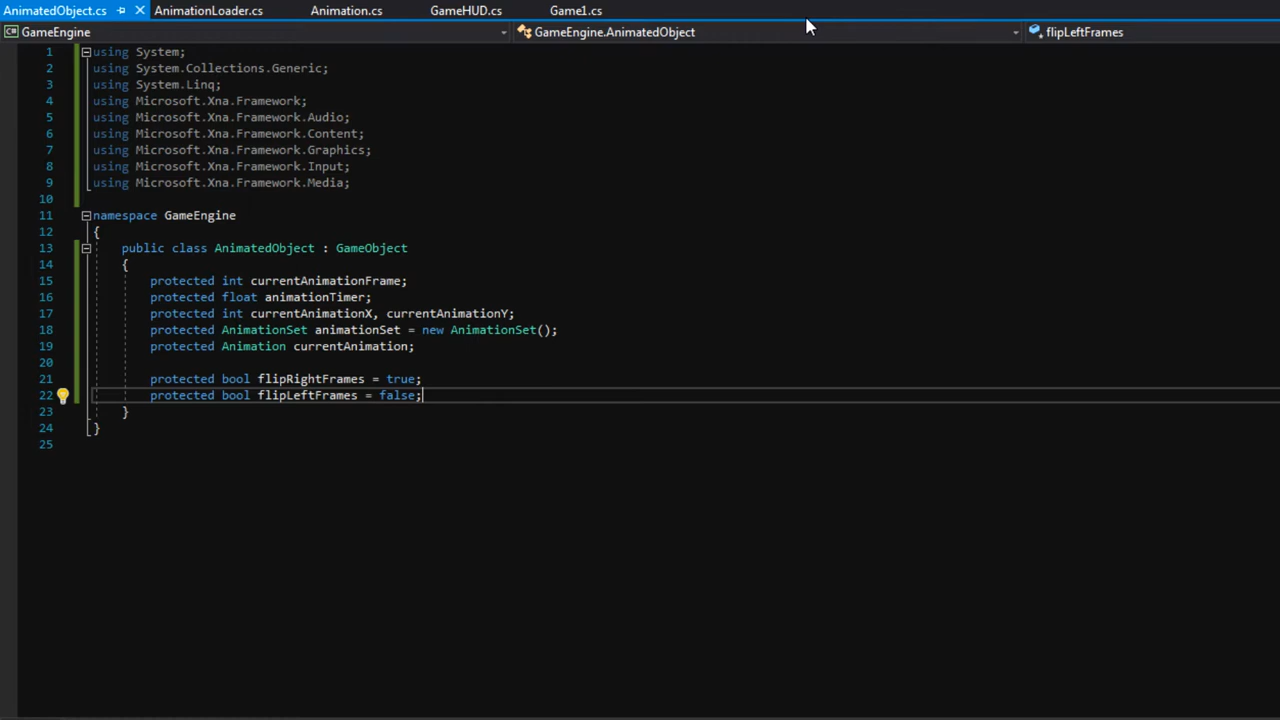 AnimatedObject.cs AnimationLoader.cs Animation.cs GameHUD.cs Game1.cs
GameEngine GameEngine.AnimatedObject flipLeftFrames
1 using System;
2 using System.Collections.Generic;
3 using System.Linq;
4 using Microsoft.Xna.Framework;
5 using Microsoft.Xna.Framework.Audio;
6 using Microsoft.Xna.Framework.Content;
7 using Microsoft.Xna.Framework.Graphics;
8 using Microsoft.Xna.Framework.Input;
9 using Microsoft.Xna.Framework.Media;
10
11 namespace GameEngine
12 {
13 public class AnimatedObject : GameObject
14 {
15 protected int currentAnimationFrame;
16 protected float animationTimer;
17 protected int currentAnimationX, currentAnimationY;
18 protected AnimationSet animationSet = new AnimationSet();
19 protected Animation currentAnimation;
20
21 protected bool flipRightFrames = true;
22 protected bool flipLeftFrames = false;
23 }
24 }
25